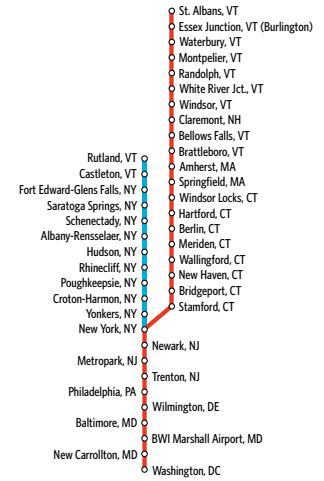 St. Albans, VT
Essex Junction, VT (Burlington)
Waterbury, VT
Montpelier, VT
Randolph, VT
White River Jct., VT
Windsor, VT
Claremont, NH
Bellows Falls, VT
Brattleboro, VT
Amherst, MA
Springfield, MA
Windsor Locks, CT
Hartford, CT
Berlin, CT
Meriden, CT
Wallingford, CT
New Haven, CT
Bridgeport, CT
Stamford, CT
Rutland, VT
Castleton, VT
Fort Edward-Glens Falls, NY
Saratoga Springs, NY
Schenectady, NY
Albany-Rensselaer, NY
Hudson, NY
Rhinecliff, NY
Poughkeepsie, NY
Croton-Harmon, NY
Yonkers, NY
New York, NY
Newark, NJ
Metropark, NJ
Trenton, NJ
Philadelphia, PA
Wilmington, DE
Baltimore, MD
BWI Marshall Airport, MD
New Carrollton, MD
Washington, DC